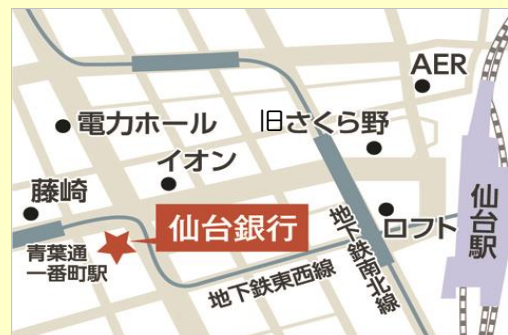 AER
電力ホール
旧さくら野
イオン
藤崎
仙台銀行
ロフト
仙台駅
青葉通
一番町駅
地下鉄東西線
地下鉄南北線